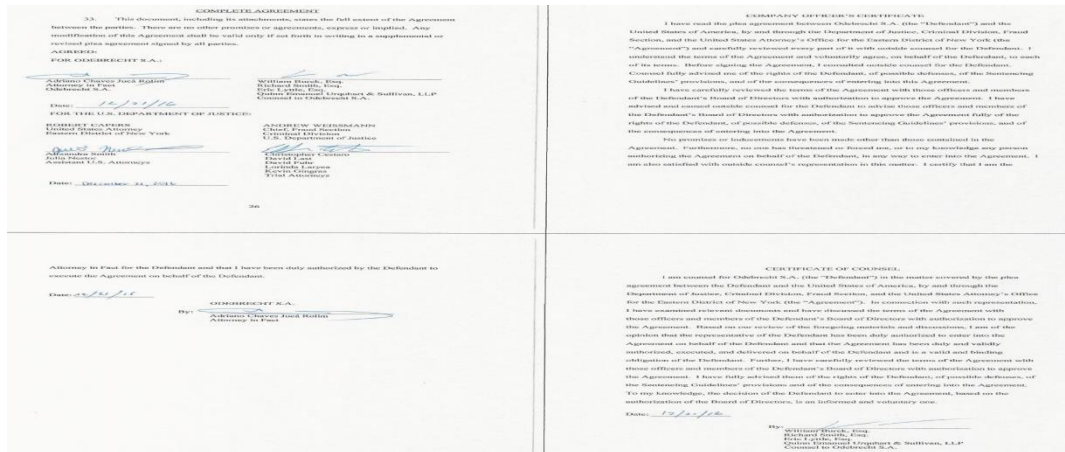 COMPLETE AGREEMENT
33. This document, including its attachments, states the full extent of the Agreement
between the parties. There are no other promises or agreements, express or implied. Any
modification of this Agreement shall be valid only if set forth in writing in a supplemental or
revised plea agreement signed by all parties.
AGREED:
FOR ODEBRECHT S.A.:
Adriano Chaves Jucá Rolim
Attorney in Fact
Odebrecht S.A.
William Burck, Esq.
Richard Smith, Esq.
Eric Lyttle, Esq.
Quinn Emanuel Urquhart & Sullivan, LLP
Counsel to Odebrecht S.A.
Date: 12/21/16
FOR THE U.S. DEPARTMENT OF JUSTICE:
ROBERT CAPERS
United States Attorney
Eastern District of New York
ANDREW WEISSMANN
Chief, Fraud Section
Criminal Division
U.S. Department of Justice
Alixandra Smith
Julia Nestor
Assistant U.S. Attorneys
Christopher Cestaro
David Last
David Fuhr
Lorinda Laryea
Kevin Gingras
Trial Attorneys
Date: December 21, 2016
26
COMPANY OFFICER'S CERTIFICATE
I have read the plea agreement between Odebrecht S.A. (the "Defendant") and the
United States of America, by and through the Department of Justice, Criminal Division, Fraud
Section, and the United States Attorney's Office for the Eastern District of New York (the
"Agreement") and carefully reviewed every part of it with outside counsel for the Defendant. I
understand the terms of the Agreement and voluntarily agree, on behalf of the Defendant, to each
of its terms. Before signing the Agreement, I consulted outside counsel for the Defendant.
Counsel fully advised me of the rights of the Defendant, of possible defenses, of the Sentencing
Guidelines' provisions, and of the consequences of entering into this Agreement.
I have carefully reviewed the terms of the Agreement with those officers and members
of the Defendant's Board of Directors with authorization to approve the Agreement. I have
advised and caused outside counsel for the Defendant to advise those officers and members of
the Defendant's Board of Directors with authorization to approve the Agreement fully of the
rights of the Defendant, of possible defenses, of the Sentencing Guidelines' provisions, and of
the consequences of entering into the Agreement.
No promises or inducements have been made other than those contained in the
Agreement. Furthermore, no one has threatened or forced me, or to my knowledge any person
authorizing the Agreement on behalf of the Defendant, in any way to enter into the Agreement. I
am also satisfied with outside counsel's representation in this matter. I certify that I am the
Attorney in Fact for the Defendant and that I have been duly authorized by the Defendant to
execute the Agreement on behalf of the Defendant.
Date:
ODEBRECHT S.A.
By:
Adriano Chaves Jucá Rolim
Attorney in Fact
CERTIFICATE OF COUNSEL
I am counsel for Odebrecht S.A. (the "Defendant") in the matter covered by the plea
agreement between the Defendant and the United States of America, by and through the
Department of Justice, Criminal Division, Fraud Section, and the United States Attorney's Office
for the Eastern District of New York (the "Agreement"). In connection with such representation,
I have examined relevant documents and have discussed the terms of the Agreement with
those officers and members of the Defendant's Board of Directors with authorization to approve
the Agreement. Based on our review of the foregoing materials and discussions, I am of the
opinion that the representative of the Defendant has been duly authorized to enter into the
Agreement on behalf of the Defendant and that the Agreement has been duly and validly
authorized, executed, and delivered on behalf of the Defendant and is a valid and binding
obligation of the Defendant. Further, I have carefully reviewed the terms of the Agreement with
those officers and members of the Defendant's Board of Directors with authorization to approve
the Agreement. I have fully advised them of the rights of the Defendant, of possible defenses, of
the Sentencing Guidelines' provisions and of the consequences of entering into the Agreement.
To my knowledge, the decision of the Defendant to enter into the Agreement, based on the
authorization of the Board of Directors, is an informed and voluntary one.
Date: 12/21/16
By:
William Burck, Esq.
Richard Smith, Esq.
Eric Lyttle, Esq.
Quinn Emanuel Urquhart & Sullivan, LLP
Counsel to Odebrecht S.A.